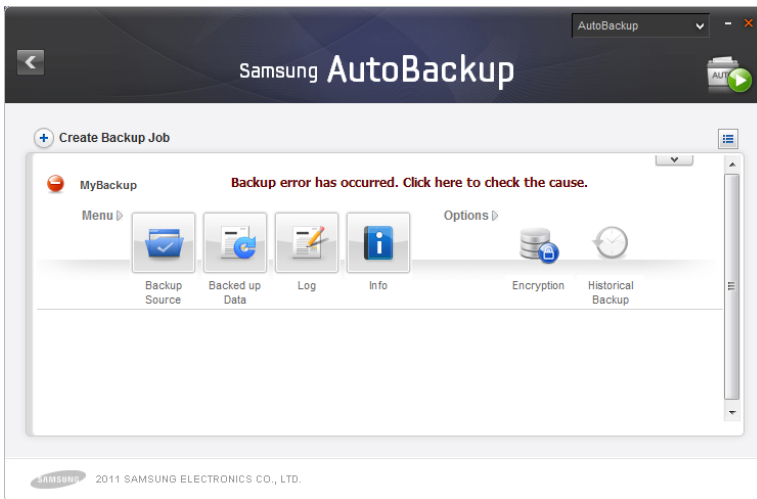 AutoBackup
Samsung AutoBackup
AUT
Create Backup Job
MyBackup
Backup error has occurred. Click here to check the cause.
Menu
Options
Backup Source
Backed up Data
Log
Info
Encryption
Historical Backup
SAMSUNG
2011 SAMSUNG ELECTRONICS CO., LTD.